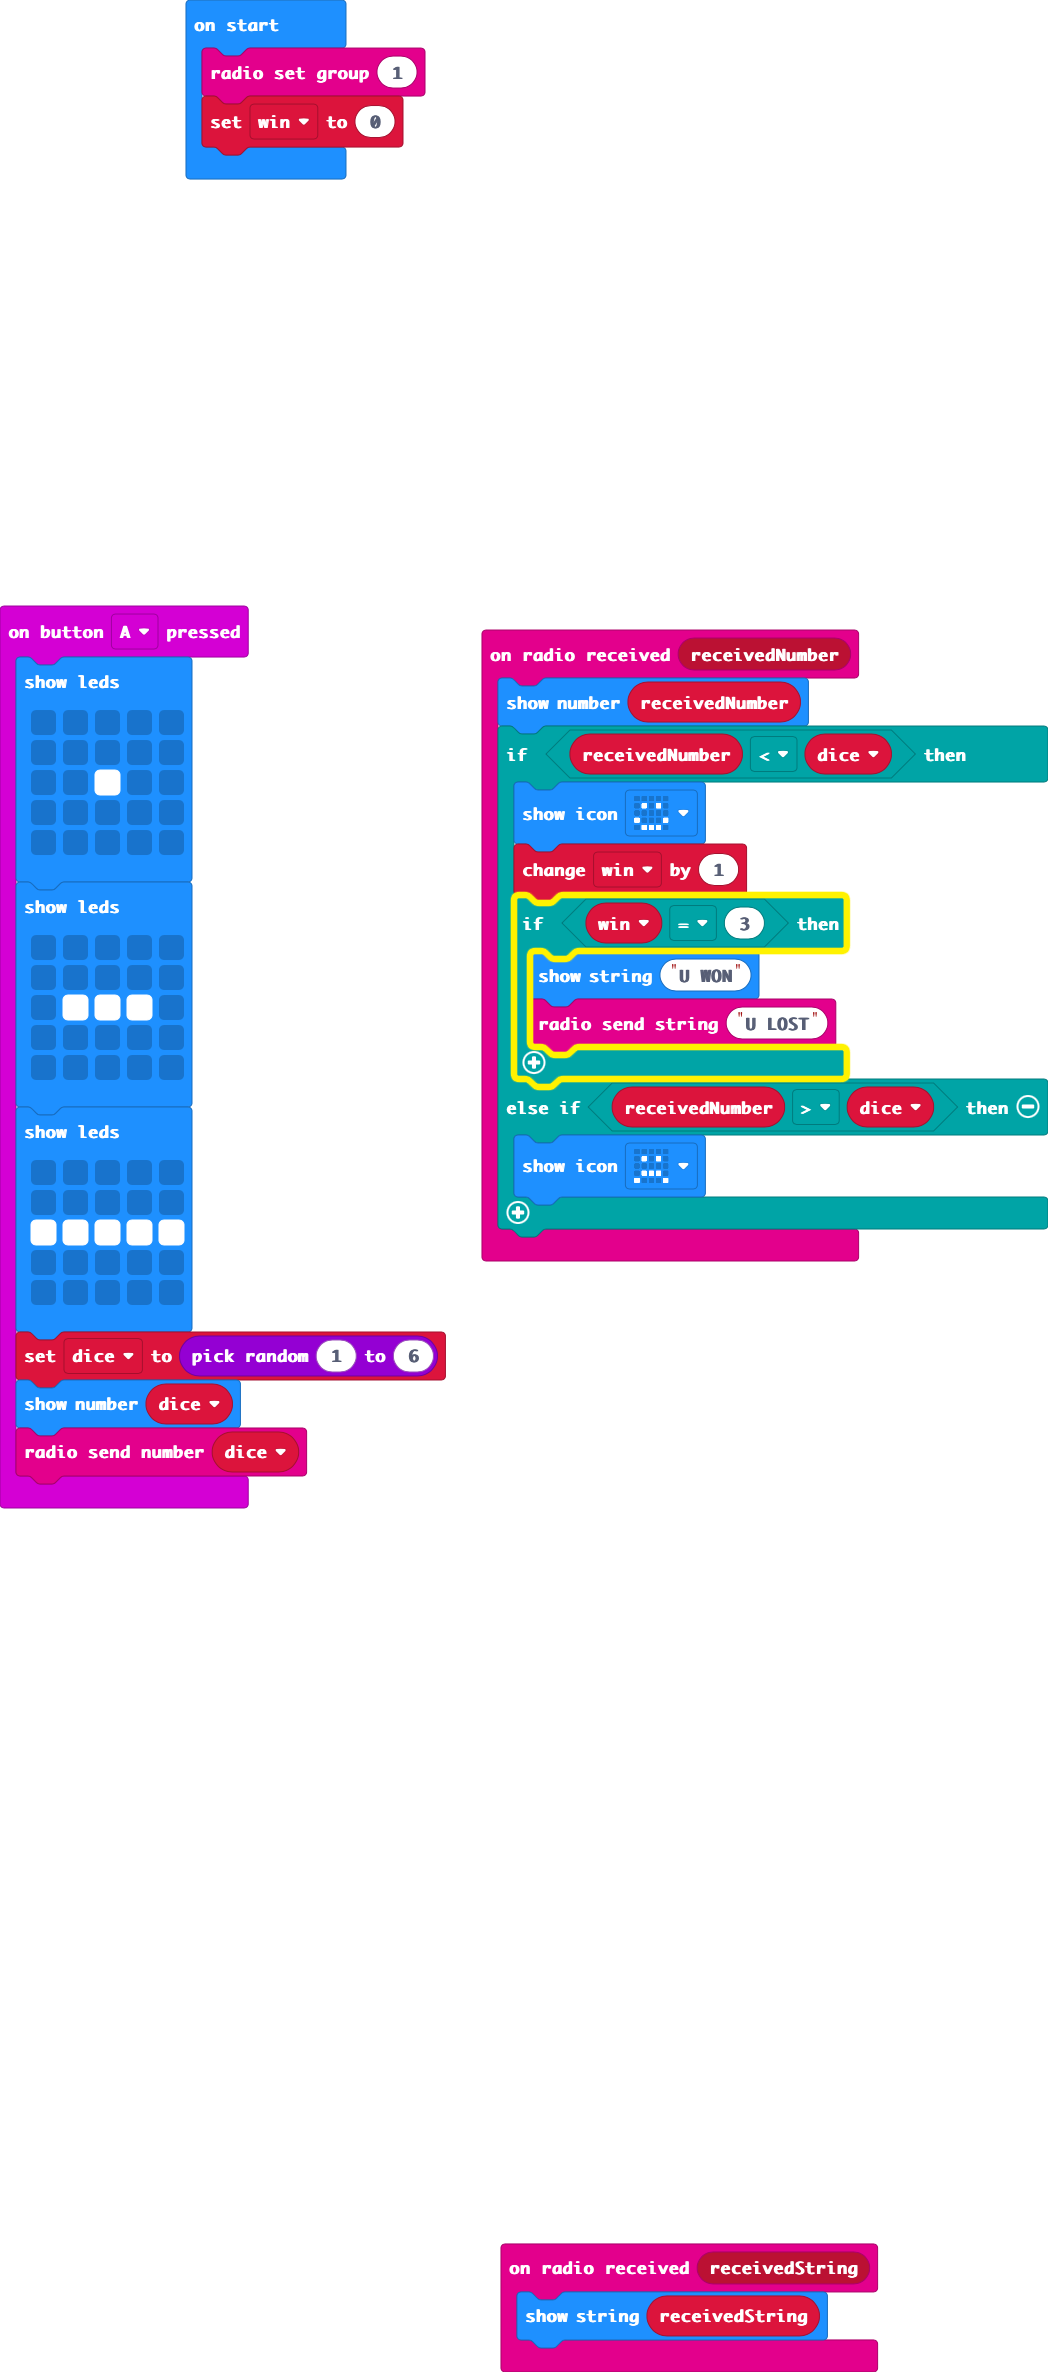 on start
radio set group 1
set win to 0
on button A pressed
show leds
show leds
show leds
set dice to pick random 1 to 6
show number dice
radio send number dice
on radio received receivedNumber
show number receivedNumber
if receivedNumber < dice then
show icon
change win by 1
if win = 3 then
show string "U WON"
radio send string "U LOST"
else if receivedNumber > dice then
show icon
on radio received receivedString
show string receivedString